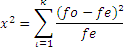 x² = ∑_{i=1}^{κ} (fo − fe)² / fe